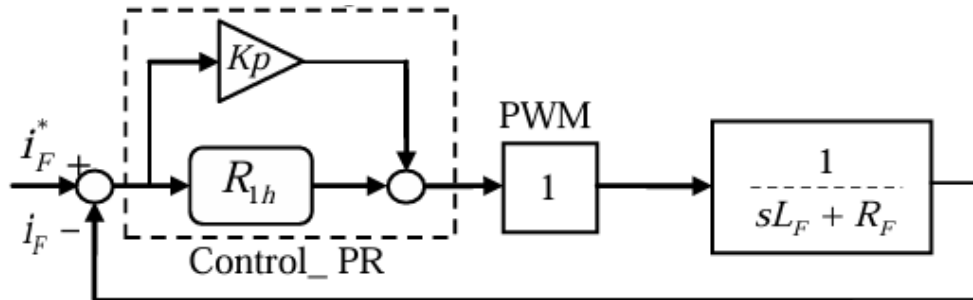 Kp
PWM
i*F +
R1h
1
1
sLF + RF
iF −
Control_ PR